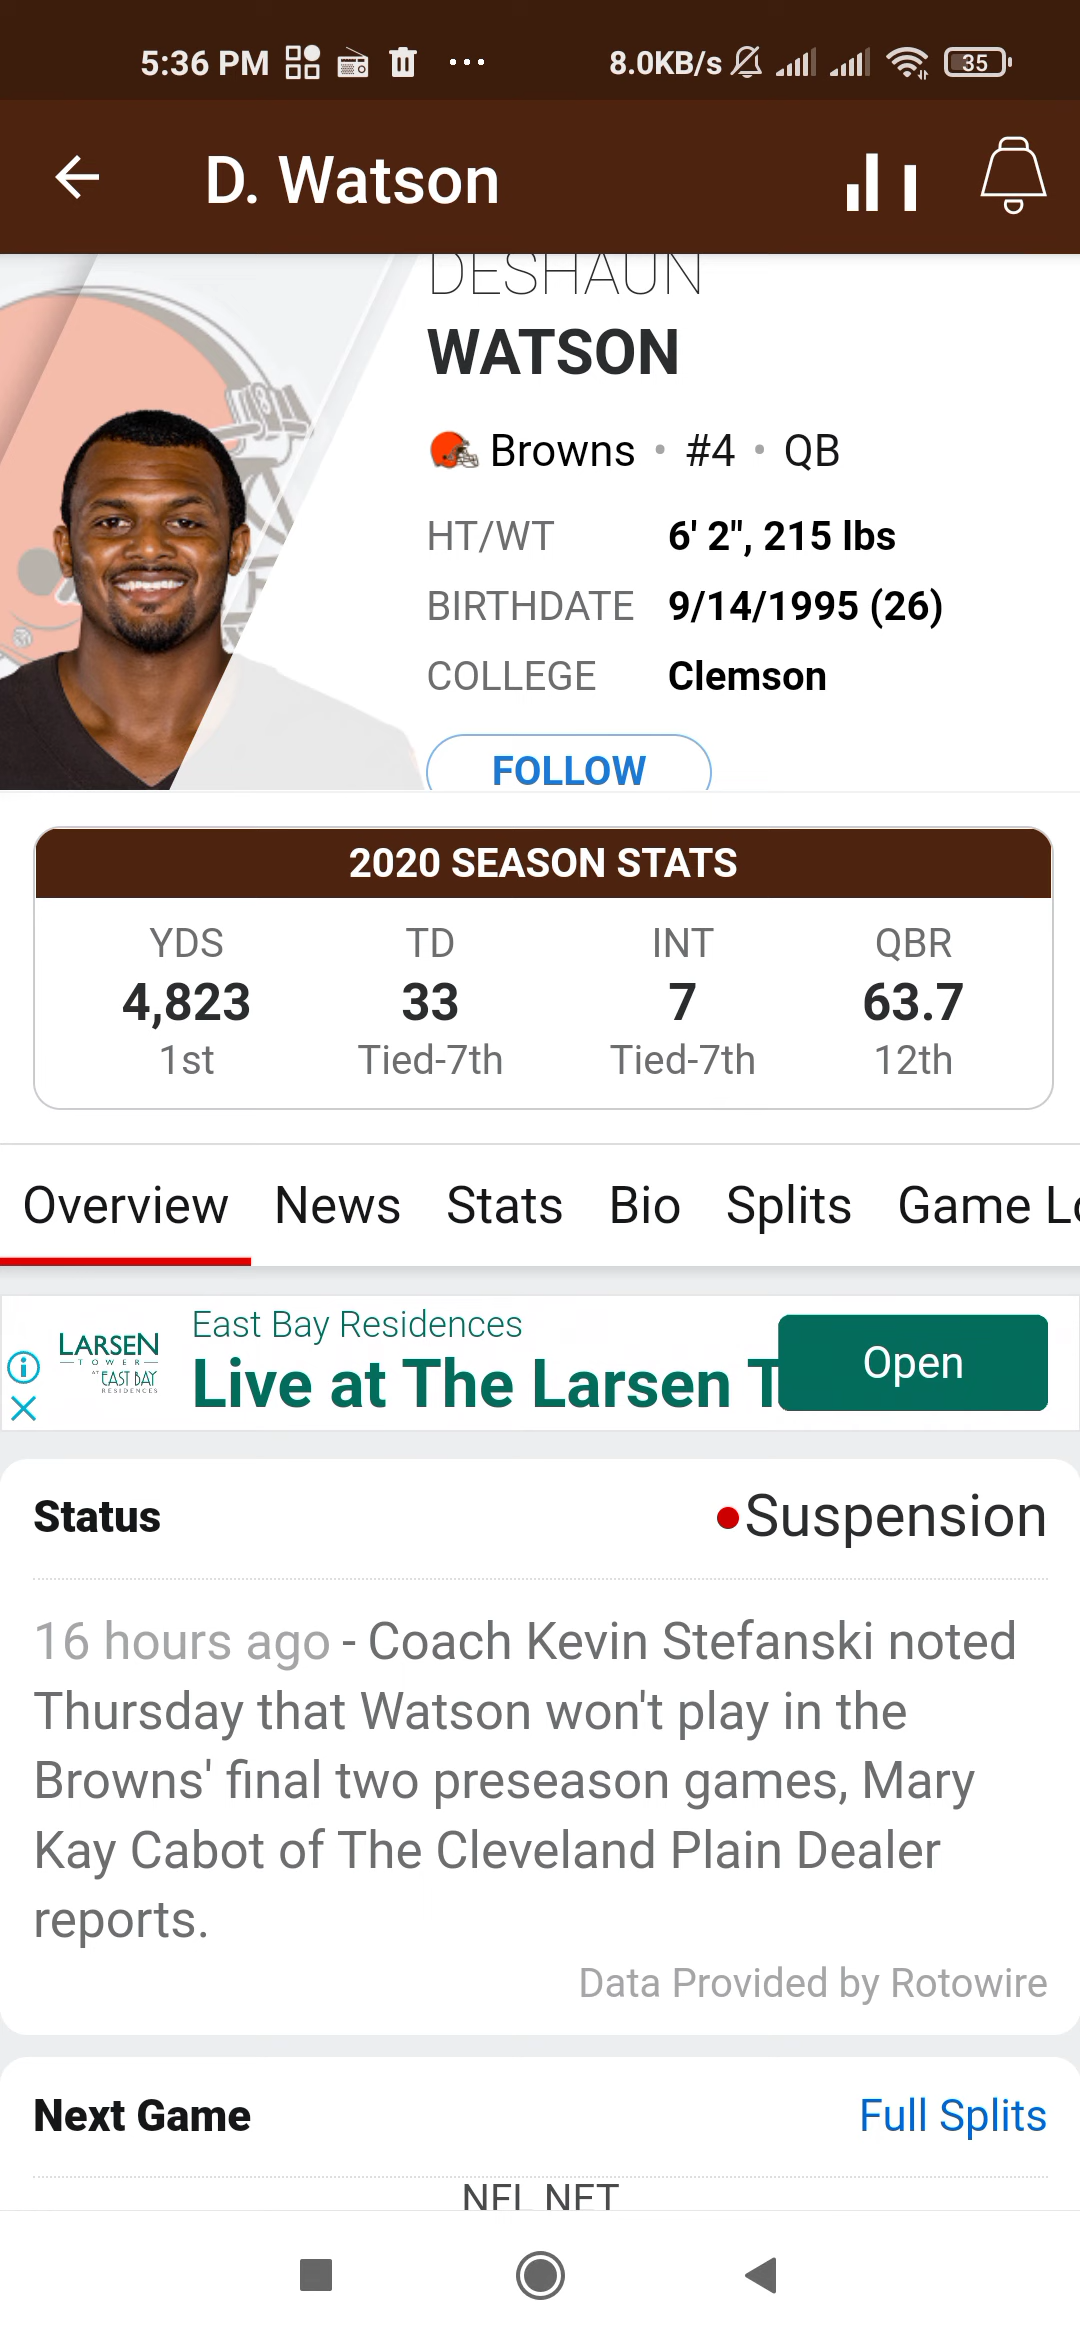 5:36 PM 8.0KB/s 35
D. Watson
DESHAUN
WATSON
Browns • #4 • QB
HT/WT 6' 2", 215 lbs
BIRTHDATE 9/14/1995 (26)
COLLEGE Clemson
FOLLOW
2020 SEASON STATS
YDS TD INT QBR
4,823 33 7 63.7
1st Tied-7th Tied-7th 12th
Overview News Stats Bio Splits Game Lo
LARSEN
TOWER
AT EAST BAY
RESIDENCES
East Bay Residences
Live at The Larsen T
Open
Status Suspension
16 hours ago - Coach Kevin Stefanski noted
Thursday that Watson won't play in the
Browns' final two preseason games, Mary
Kay Cabot of The Cleveland Plain Dealer
reports.
Data Provided by Rotowire
Next Game Full Splits
NFL NET